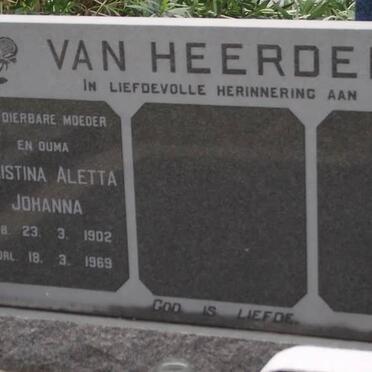 VAN HEERDE
IN LIEFDEVOLLE HERINNERING AAN
DIERBARE MOEDER
EN OUMA
ISTINA ALETTA
JOHANNA
B. 23. 3. 1902
ORL. 18. 3. 1969
GOD IS LIEFDE.